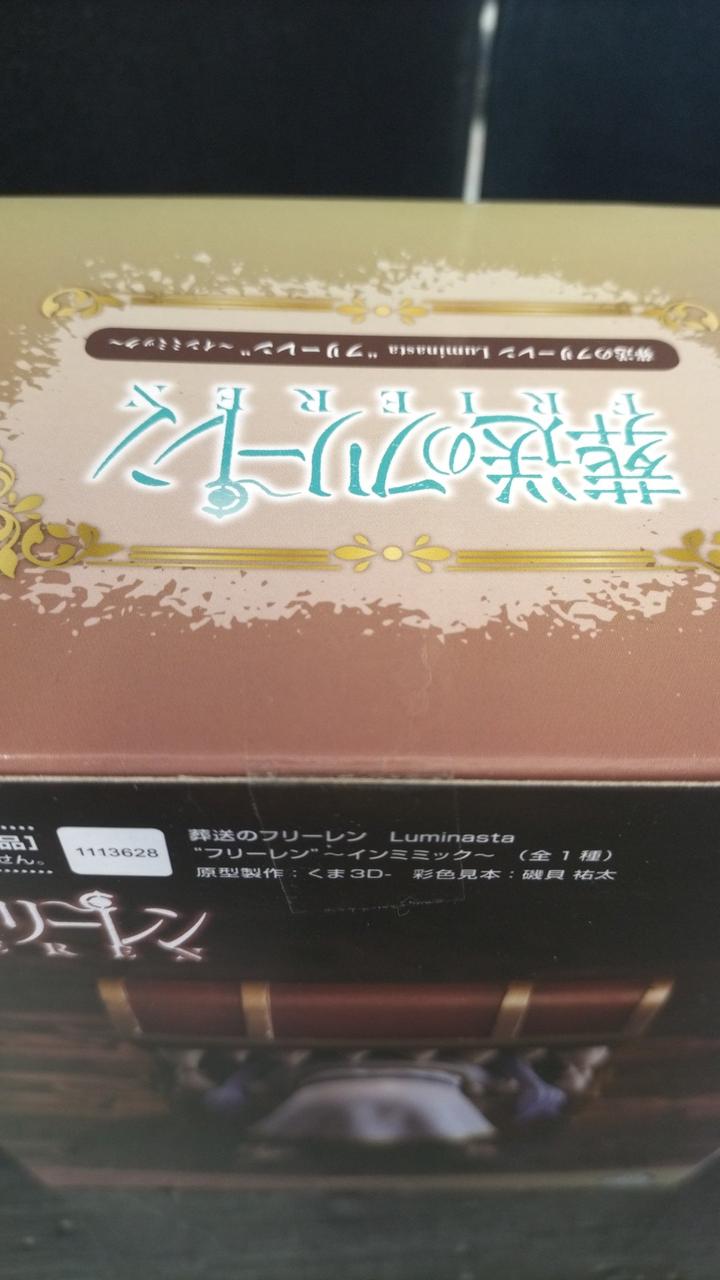 葬送のフリーレン
FRIEREN
葬送のフリーレン Luminasta "フリーレン"～インミミック～
品]
せん。
1113628
葬送のフリーレン Luminasta
"フリーレン"～インミミック～ （全 1 種）
原型製作：くま3D- 彩色見本：磯貝 祐太